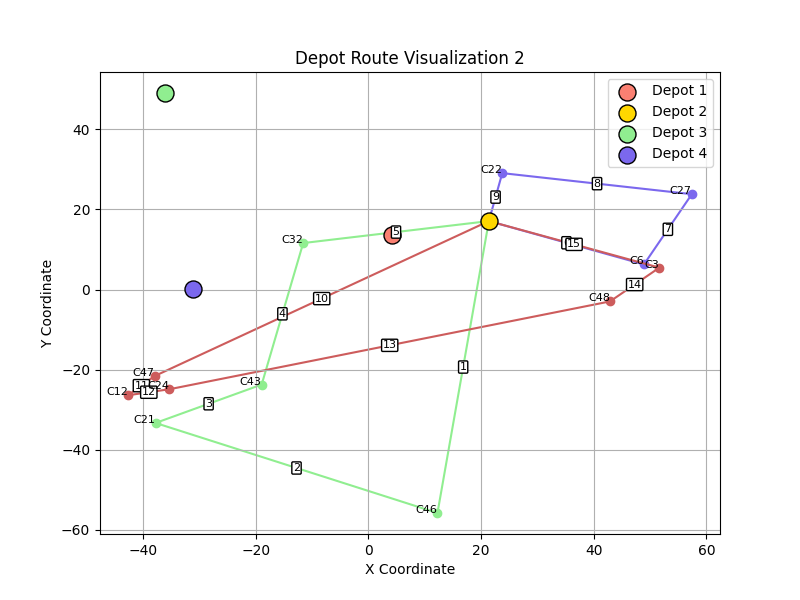 Depot Route Visualization 2
Depot 1
Depot 2
Depot 3
Depot 4
40
20
0
−20
−40
−60
Y Coordinate
C22
8
C27
9
7
5
C32
15
C6
C3
14
10
C48
4
13
C47
11
C24
12
C12
C43
3
1
C21
2
C46
−40
−20
0
20
40
60
X Coordinate